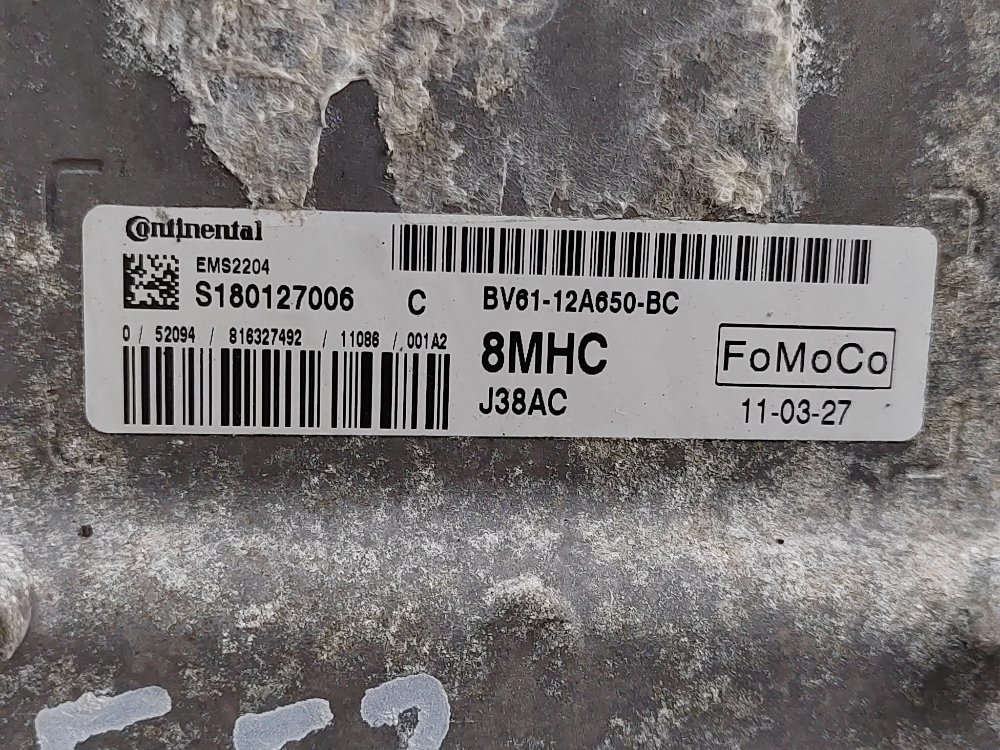 Continental
EMS2204
S180127006 C BV61-12A650-BC
0 / 52094 / 816327492 / 11086 / 001A2
8MHC
FoMoCo
J38AC
11-03-27